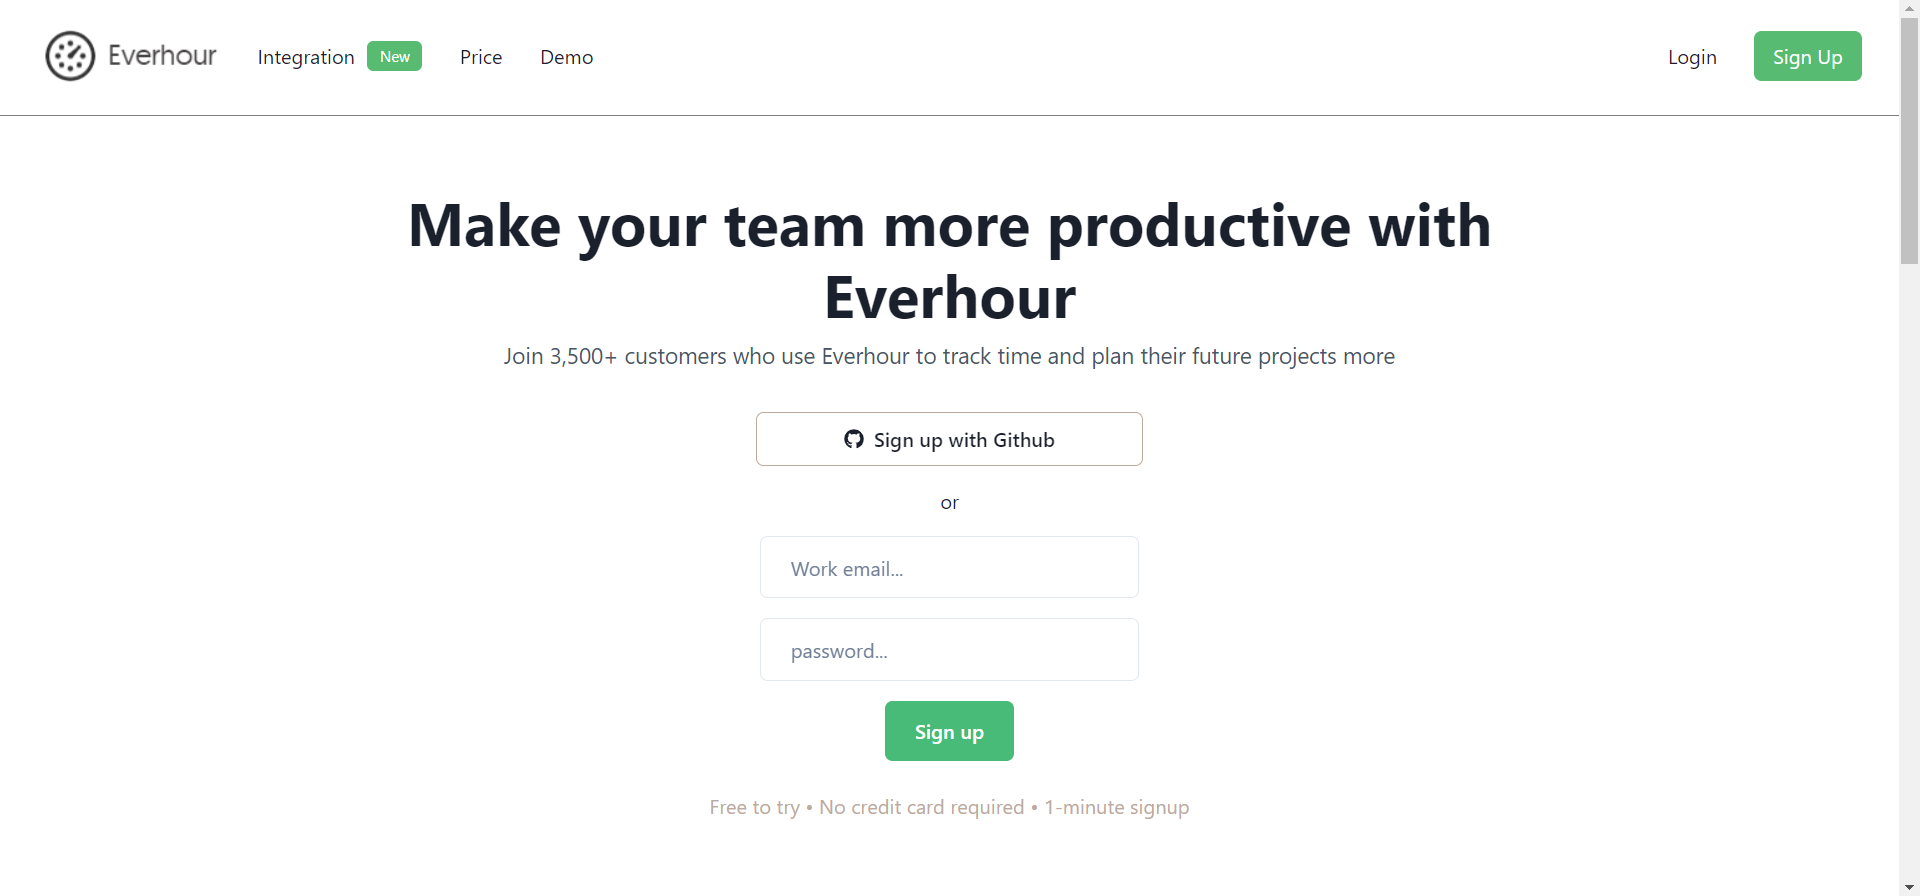 Everhour Integration New Price Demo Login Sign Up
Make your team more productive with
Everhour
Join 3,500+ customers who use Everhour to track time and plan their future projects more
Sign up with Github
or
Work email...
password...
Sign up
Free to try • No credit card required • 1-minute signup